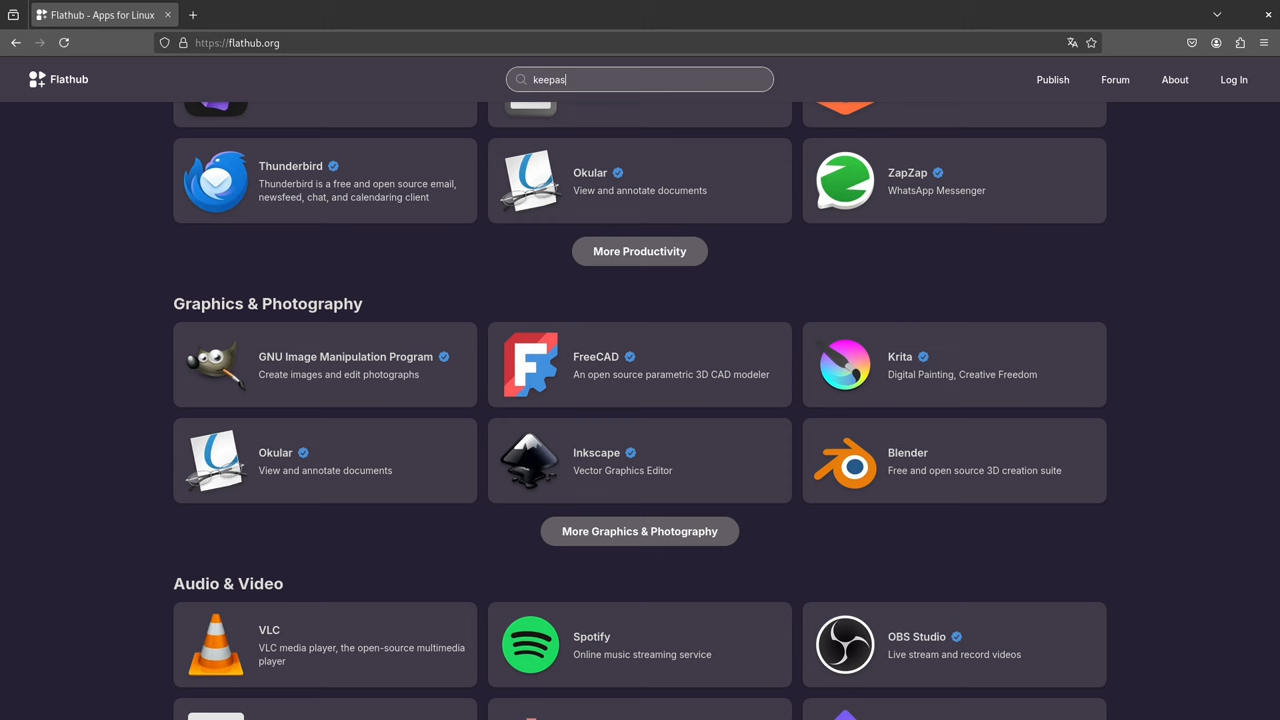 Flathub - Apps for Linux
https://flathub.org
Flathub
keepas
Publish
Forum
About
Log In
Thunderbird
Thunderbird is a free and open source email,
newsfeed, chat, and calendaring client
Okular
View and annotate documents
ZapZap
WhatsApp Messenger
More Productivity
Graphics & Photography
GNU Image Manipulation Program
Create images and edit photographs
FreeCAD
An open source parametric 3D CAD modeler
Krita
Digital Painting, Creative Freedom
Okular
View and annotate documents
Inkscape
Vector Graphics Editor
Blender
Free and open source 3D creation suite
More Graphics & Photography
Audio & Video
VLC
VLC media player, the open-source multimedia
player
Spotify
Online music streaming service
OBS Studio
Live stream and record videos